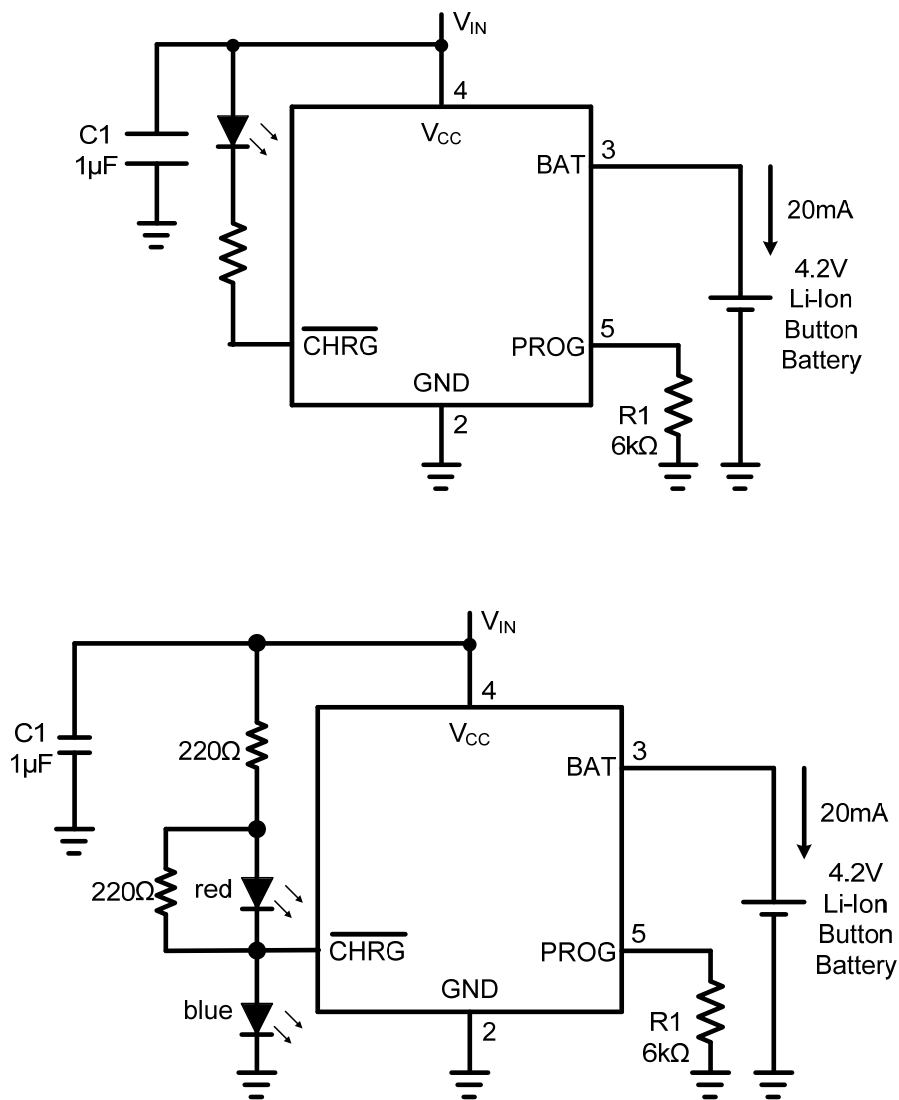 VIN
4
VCC
C1
1µF
BAT
3
20mA
4.2V
Li-Ion
Button
Battery
CHRG
PROG
5
GND
2
R1
6kΩ
VIN
4
VCC
C1
1µF
220Ω
BAT
3
20mA
220Ω
red
4.2V
Li-Ion
Button
Battery
CHRG
PROG
5
blue
GND
2
R1
6kΩ